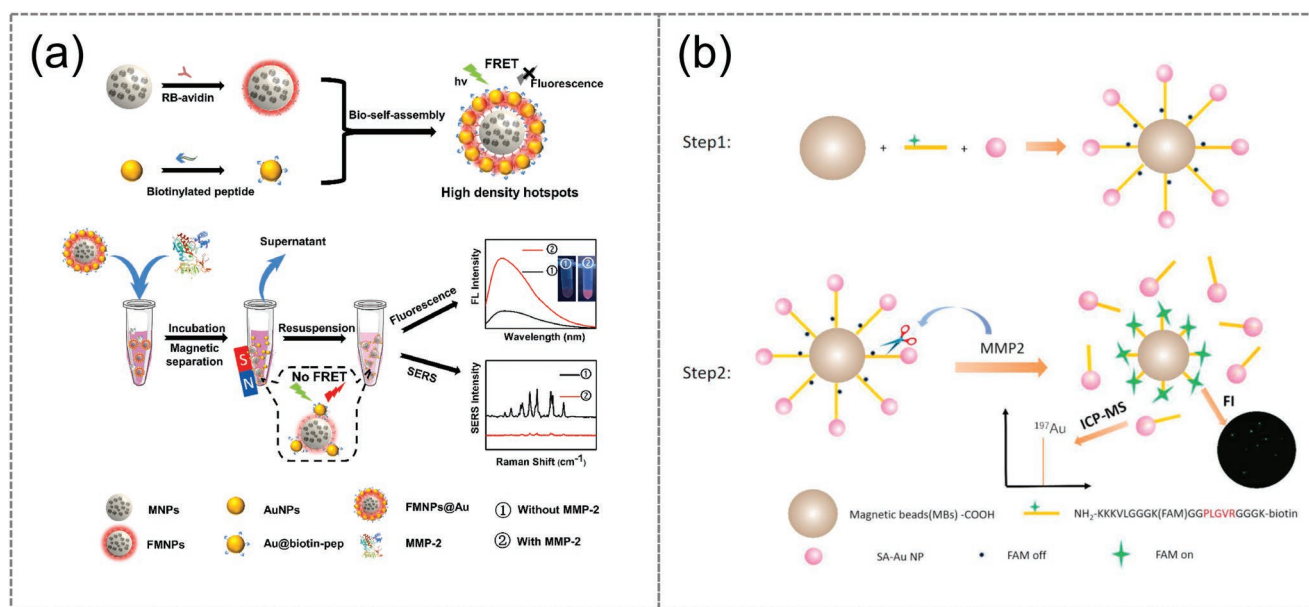 (a)
RB-avidin
Biotinylated peptide
Bio-self-assembly
FRET
hv
Fluorescence
High density hotspots
Supernatant
Incubation
Magnetic
separation
S
N
Resuspension
No FRET
Fluorescence
SERS
FL Intensity
②
①
① ②
Wavelength (nm)
SERS Intensity
①
②
Raman Shift (cm-1)
MNPs
AuNPs
FMNPs@Au
① Without MMP-2
FMNPs
Au@biotin-pep
MMP-2
② With MMP-2
(b)
Step1:
+
+
Step2:
MMP2
ICP-MS
FI
197Au
Magnetic beads(MBs) -COOH
NH2-KKKVLGGGK(FAM)GGPLGVRGGGK-biotin
SA-Au NP
FAM off
FAM on